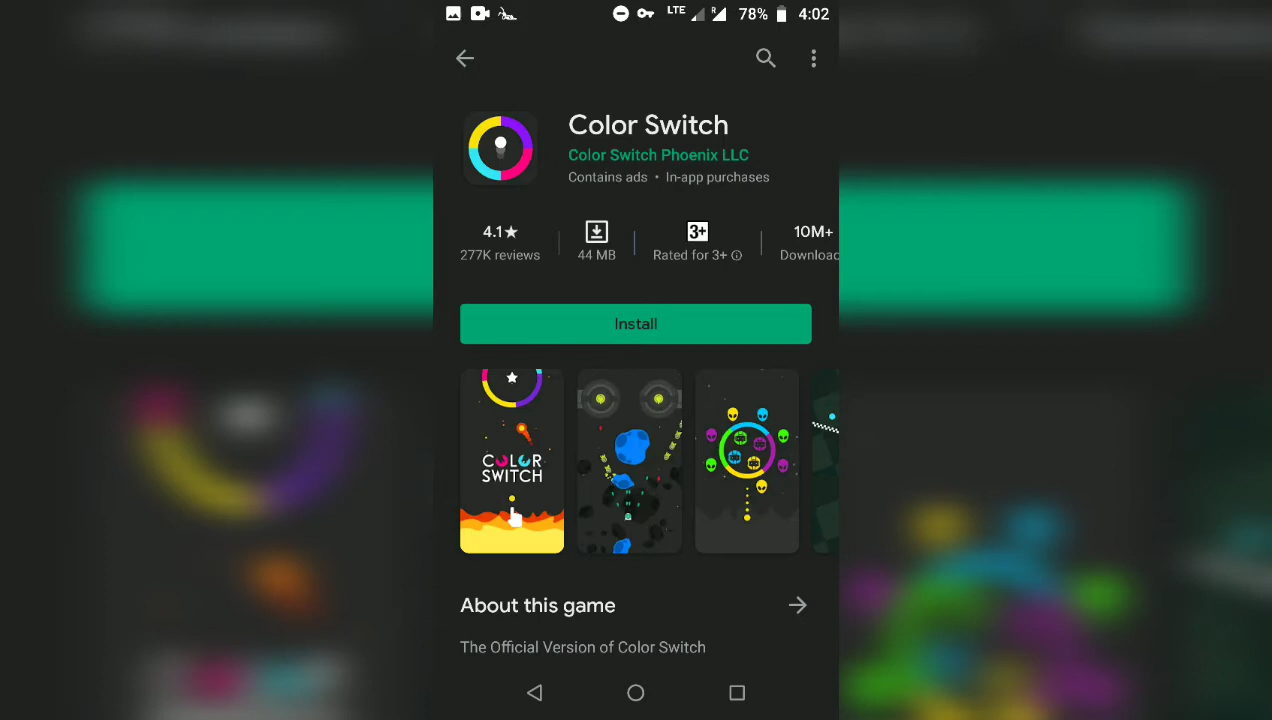 LTE R 78% 4:02
Color Switch
Color Switch Phoenix LLC
Contains ads • In-app purchases
4.1★ 3+ 10M+
277K reviews 44 MB Rated for 3+ Downloac
Install
COLOR
SWITCH
About this game
The Official Version of Color Switch